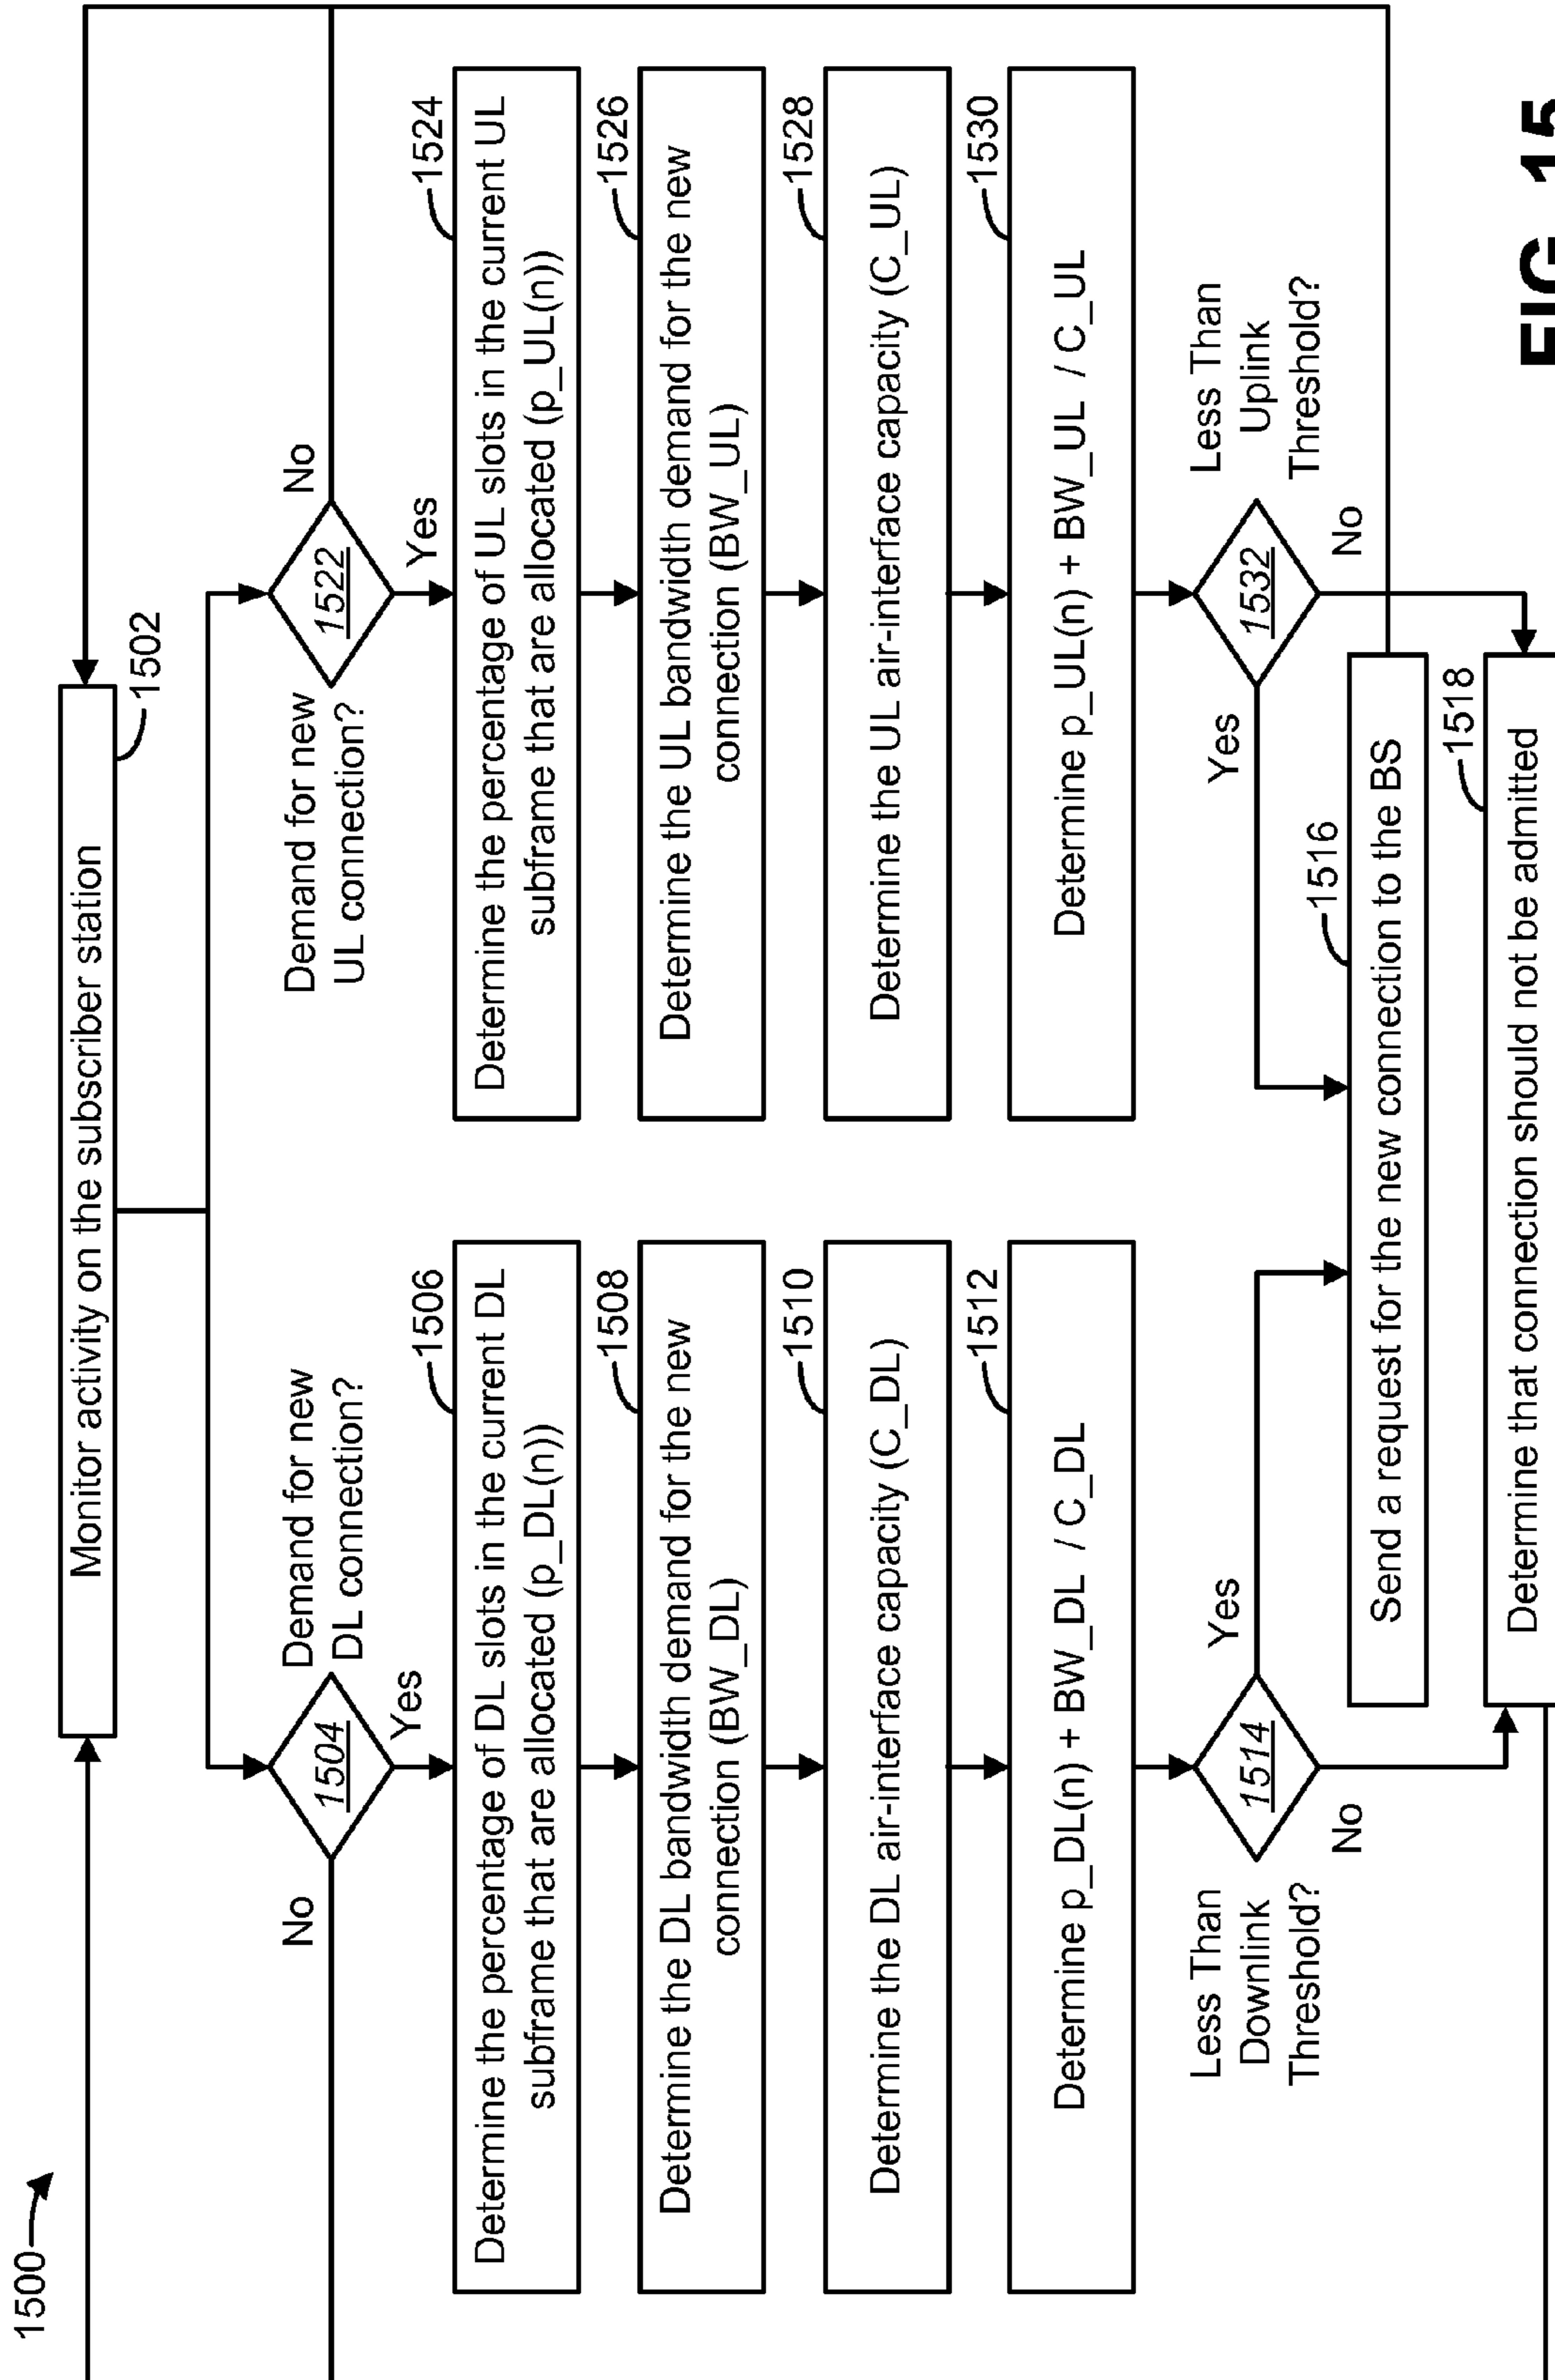 1500
Monitor activity on the subscriber station
1502
Demand for new
DL connection?
1504
No
Yes
Determine the percentage of DL slots in the current DL
subframe that are allocated (p_DL(n))
1506
Determine the DL bandwidth demand for the new
connection (BW_DL)
1508
Determine the DL air-interface capacity (C_DL)
1510
Determine p_DL(n) + BW_DL / C_DL
1512
Less Than
Downlink
Threshold?
1514
Yes
No
Demand for new
UL connection?
1522
No
Yes
Determine the percentage of UL slots in the current UL
subframe that are allocated (p_UL(n))
1524
Determine the UL bandwidth demand for the new
connection (BW_UL)
1526
Determine the UL air-interface capacity (C_UL)
1528
Determine p_UL(n) + BW_UL / C_UL
1530
Less Than
Uplink
Threshold?
1532
Yes
No
Send a request for the new connection to the BS
1516
Determine that connection should not be admitted
1518
FIG. 15